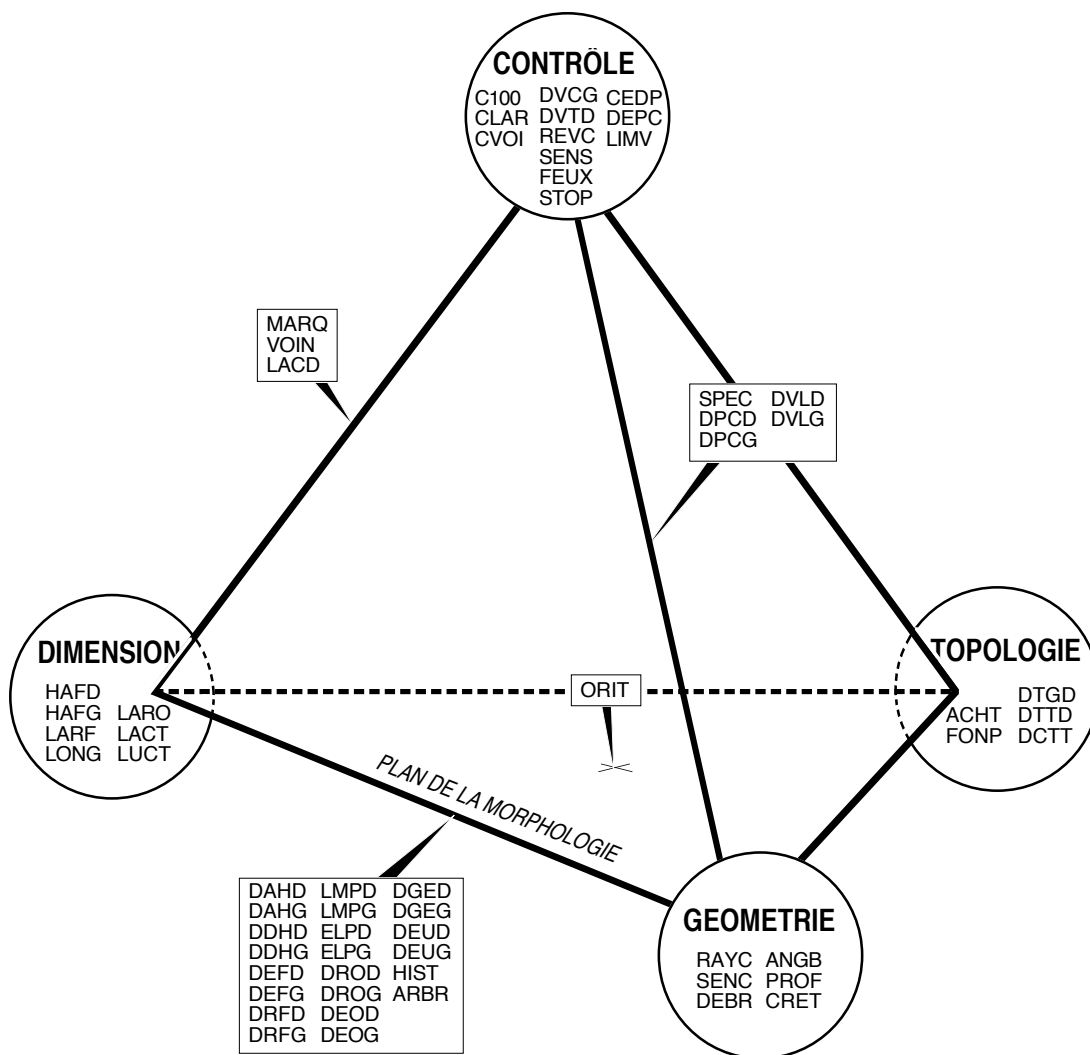 CONTRÔLE
C100 DVCG CEDP
CLAR DVTD DEPC
CVOI REVC LIMV
SENS
FEUX
STOP
MARQ
VOIN
LACD
SPEC DVLD
DPCD DVLG
DPCG
DIMENSION
HAFD
HAFG LARO
LARF LACT
LONG LUCT
ORIT
TOPOLOGIE
DTGD
ACHT DTTD
FONP DCTT
PLAN DE LA MORPHOLOGIE
DAHD LMPD DGED
DAHG LMPG DGEG
DDHD ELPD DEUD
DDHG ELPG DEUG
DEFD DROD HIST
DEFG DROG ARBR
DRFD DEOD
DRFG DEOG
GEOMETRIE
RAYC ANGB
SENC PROF
DEBR CRET